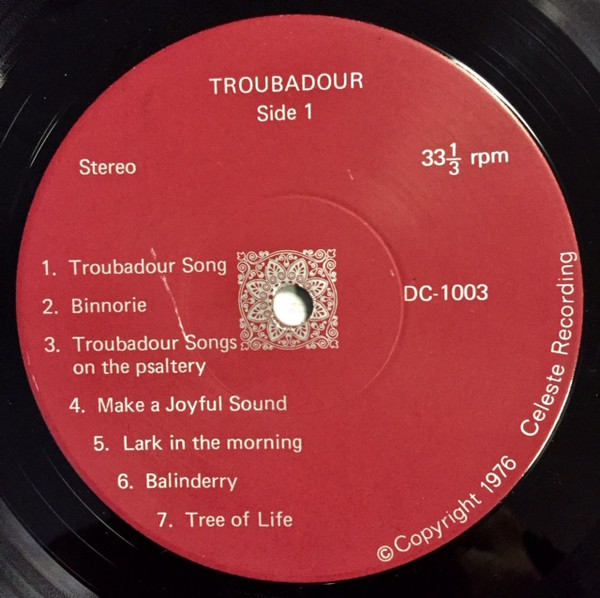 TROUBADOUR
Side 1
Stereo
33 1/3 rpm
1. Troubadour Song
2. Binnorie
3. Troubadour Songs
on the psaltery
4. Make a Joyful Sound
5. Lark in the morning
6. Balinderry
7. Tree of Life
DC-1003
©Copyright 1976 Celeste Recording